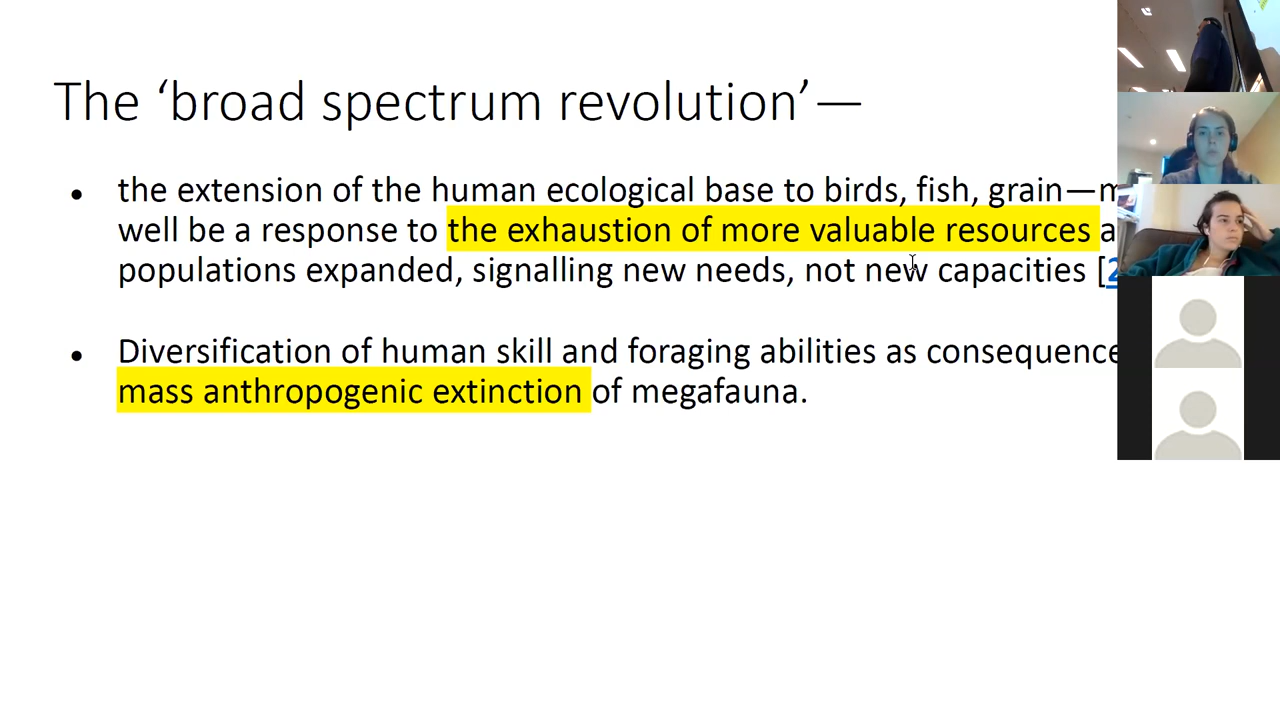 The ‘broad spectrum revolution’—
• the extension of the human ecological base to birds, fish, grain—
well be a response to the exhaustion of more valuable resources
populations expanded, signalling new needs, not new capacities [
• Diversification of human skill and foraging abilities as consequence
mass anthropogenic extinction of megafauna.